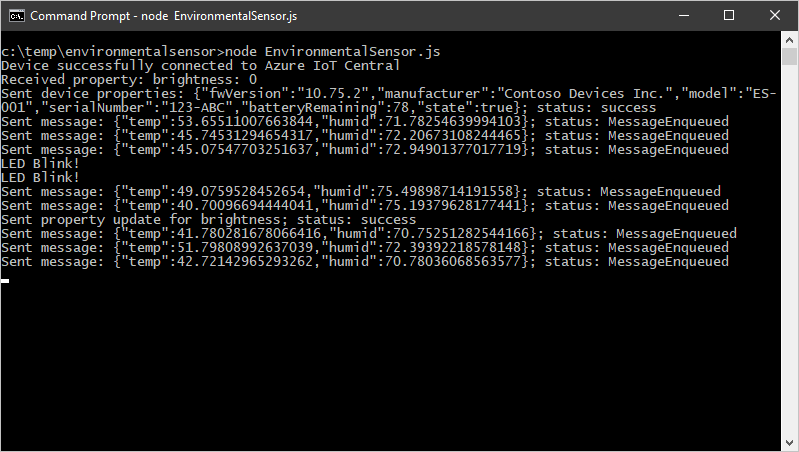 Command Prompt - node EnvironmentalSensor.js
c:\temp\environmentalsensor>node EnvironmentalSensor.js
Device successfully connected to Azure IoT Central
Received property: brightness: 0
Sent device properties: {"fwVersion":"10.75.2","manufacturer":"Contoso Devices Inc.","model":"ES-
001","serialNumber":"123-ABC","batteryRemaining":78,"state":true}; status: success
Sent message: {"temp":53.65511007663844,"humid":71.78254639994103}; status: MessageEnqueued
Sent message: {"temp":45.74531294654317,"humid":72.20673108244465}; status: MessageEnqueued
Sent message: {"temp":45.07547703251637,"humid":72.94901377017719}; status: MessageEnqueued
LED Blink!
LED Blink!
Sent message: {"temp":49.0759528452654,"humid":75.49898714191558}; status: MessageEnqueued
Sent message: {"temp":40.70096694444041,"humid":75.19379628177441}; status: MessageEnqueued
Sent property update for brightness; status: success
Sent message: {"temp":41.780281678066416,"humid":70.75251282544166}; status: MessageEnqueued
Sent message: {"temp":51.79808992637039,"humid":72.39392218578148}; status: MessageEnqueued
Sent message: {"temp":42.72142965293262,"humid":70.78036068563577}; status: MessageEnqueued